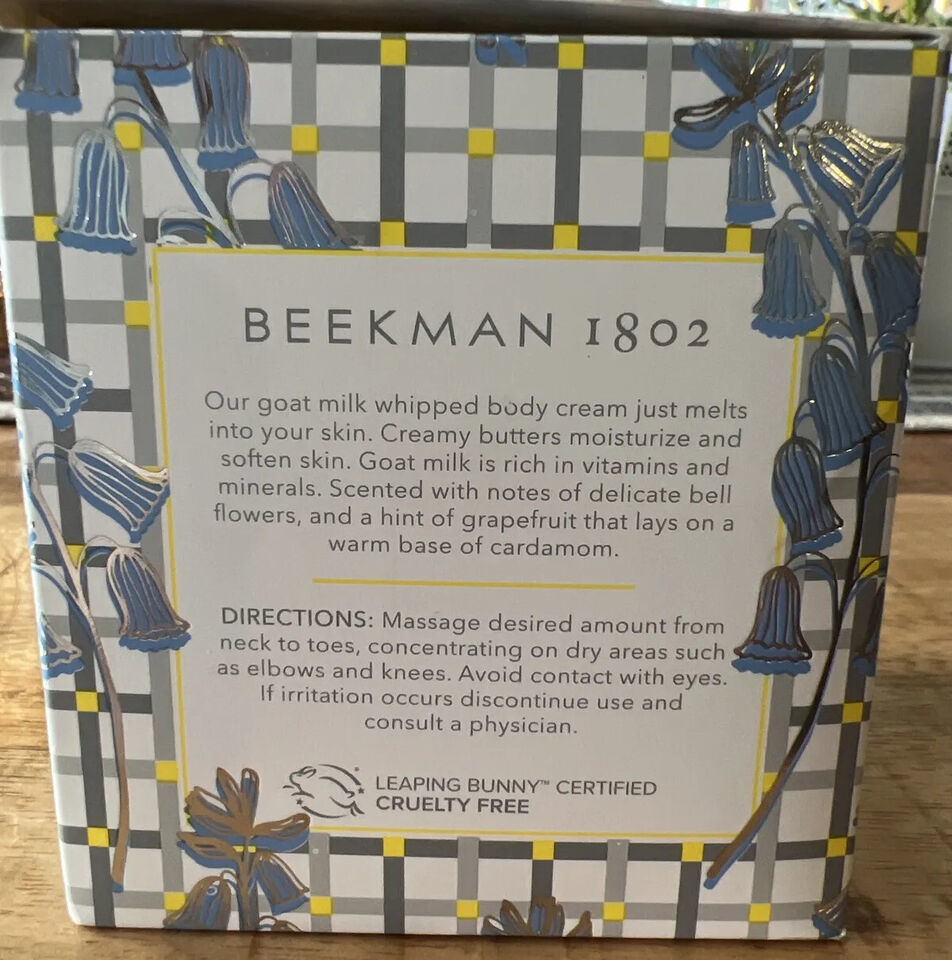 BEEKMAN 1802
Our goat milk whipped body cream just melts
into your skin. Creamy butters moisturize and
soften skin. Goat milk is rich in vitamins and
minerals. Scented with notes of delicate bell
flowers, and a hint of grapefruit that lays on a
warm base of cardamom.
DIRECTIONS: Massage desired amount from
neck to toes, concentrating on dry areas such
as elbows and knees. Avoid contact with eyes.
If irritation occurs discontinue use and
consult a physician.
LEAPING BUNNY™ CERTIFIED
CRUELTY FREE